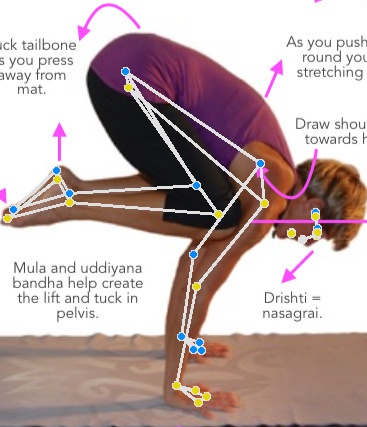 uck tailbone
s you press
away from
mat.
As you push
round you
stretching
Draw shou
towards h
Mula and uddiyana
bandha help create
the lift and tuck in
pelvis.
Drishti =
nasagrai.